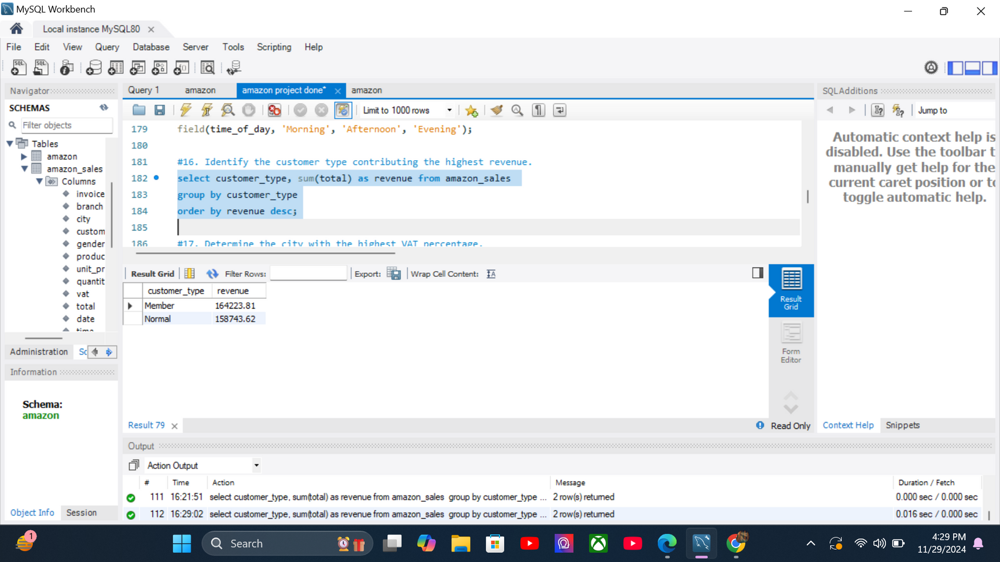 MySQL Workbench
Local instance MySQL80
File Edit View Query Database Server Tools Scripting Help
Navigator
SCHEMAS
Filter objects
Tables
amazon
amazon_sales
Columns
invoice
branch
city
custom
gender
produc
unit_pr
quantit
vat
total
date
time
Administration Sc
Information
Schema:
amazon
Object Info Session
Query 1 amazon amazon project done* amazon
Limit to 1000 rows
179 field(time_of_day, 'Morning', 'Afternoon', 'Evening');
180
181 #16. Identify the customer type contributing the highest revenue.
182 select customer_type, sum(total) as revenue from amazon_sales
183 group by customer_type
184 order by revenue desc;
185
186 #17. Determine the city with the highest VAT percentage.
Result Grid Filter Rows: Export: Wrap Cell Content:
customer_type revenue
Member 164223.81
Normal 158743.62
Result Grid
Form Editor
Result 79
Read Only
SQLAdditions
Jump to
Automatic context help is
disabled. Use the toolbar t
manually get help for the
current caret position or to
toggle automatic help.
Context Help Snippets
Output
Action Output
# Time Action Message Duration / Fetch
111 16:21:51 select customer_type, sum(total) as revenue from amazon_sales group by customer_type ... 2 row(s) returned 0.000 sec / 0.000 sec
112 16:29:02 select customer_type, sum(total) as revenue from amazon_sales group by customer_type ... 2 row(s) returned 0.016 sec / 0.000 sec
1
Search
4:29 PM
11/29/2024